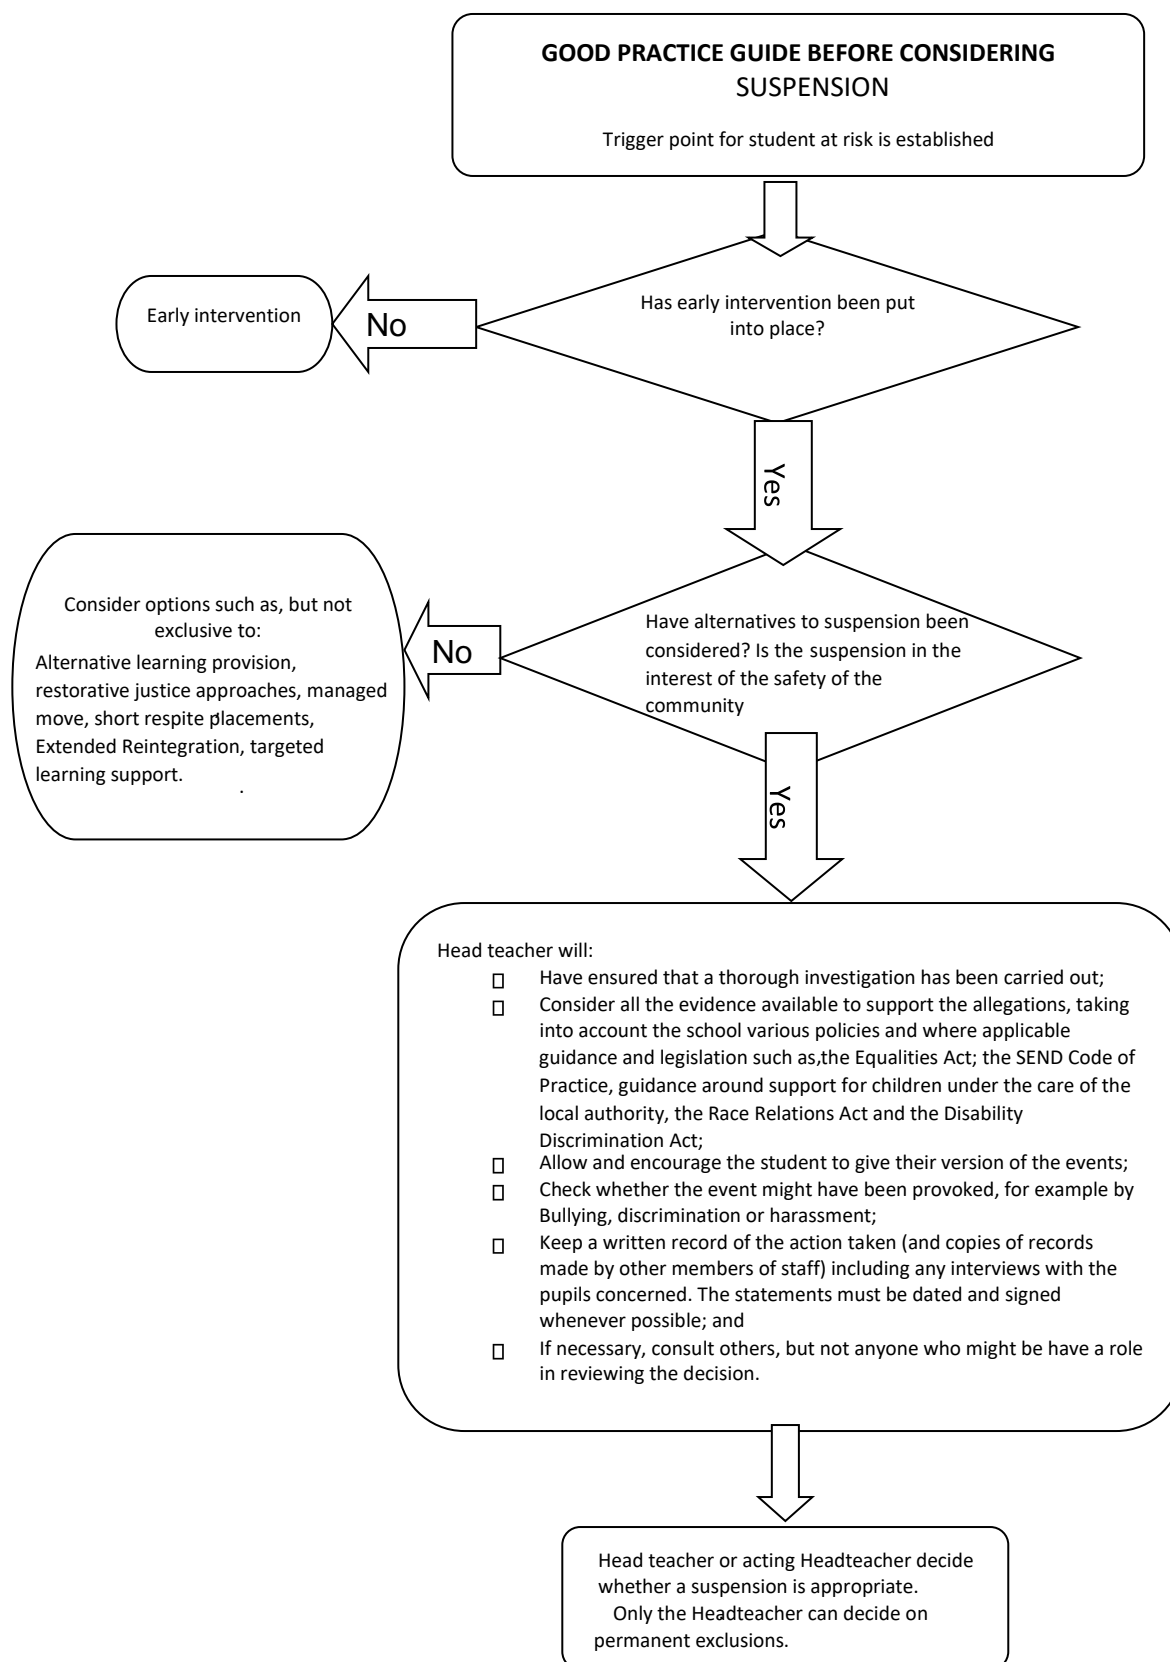 GOOD PRACTICE GUIDE BEFORE CONSIDERING
SUSPENSION
Trigger point for student at risk is established
Has early intervention been put
into place?
No
Early intervention
Yes
Have alternatives to suspension been
considered? Is the suspension in the
interest of the safety of the
community
No
Consider options such as, but not
exclusive to:
Alternative learning provision,
restorative justice approaches, managed
move, short respite placements,
Extended Reintegration, targeted
learning support.
.
Yes
Head teacher will:
Have ensured that a thorough investigation has been carried out;
Consider all the evidence available to support the allegations, taking
into account the school various policies and where applicable
guidance and legislation such as,the Equalities Act; the SEND Code of
Practice, guidance around support for children under the care of the
local authority, the Race Relations Act and the Disability
Discrimination Act;
Allow and encourage the student to give their version of the events;
Check whether the event might have been provoked, for example by
Bullying, discrimination or harassment;
Keep a written record of the action taken (and copies of records
made by other members of staff) including any interviews with the
pupils concerned. The statements must be dated and signed
whenever possible; and
If necessary, consult others, but not anyone who might be have a role
in reviewing the decision.
Head teacher or acting Headteacher decide
whether a suspension is appropriate.
Only the Headteacher can decide on
permanent exclusions.